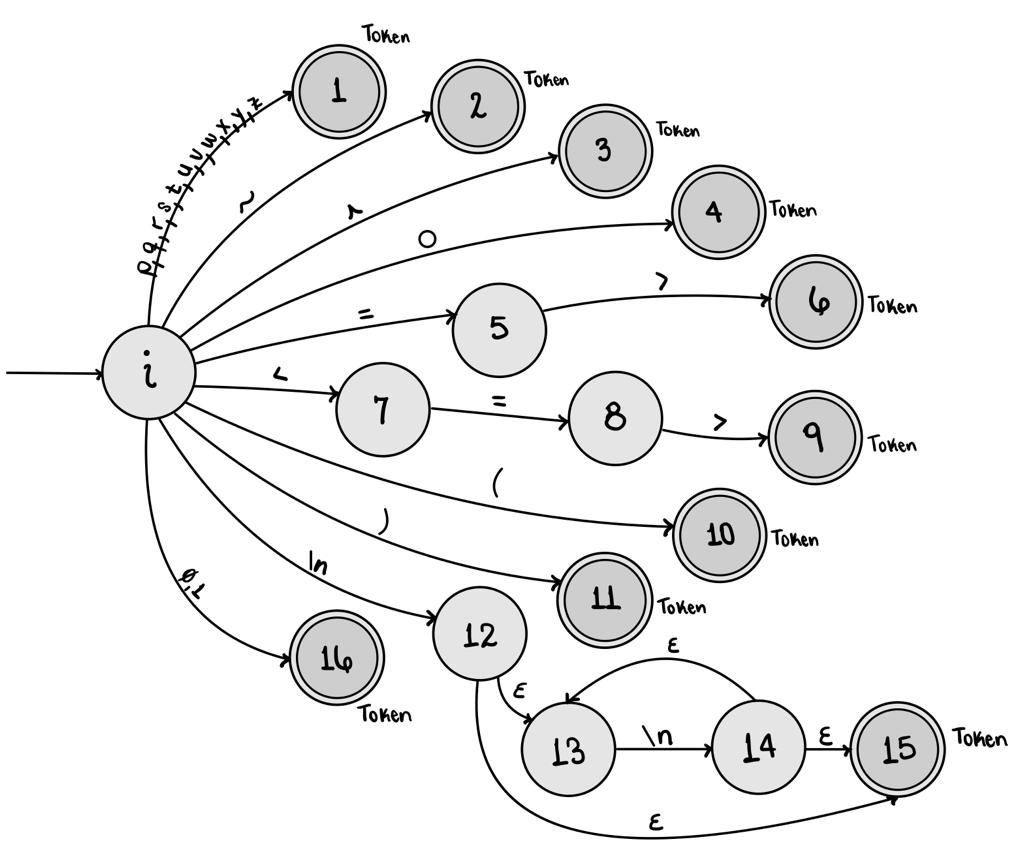 Token
1
Token
2
Token
3
p,q,r,s,t,u,v,w,x,y,z
~
^
Token
4
o
>
=
5
6
Token
i
<
7
=
8
>
9
Token
(
10
Token
)
\n
11
Token
0,1
12
16
Token
ε
ε
13
\n
14
ε
15
Token
ε